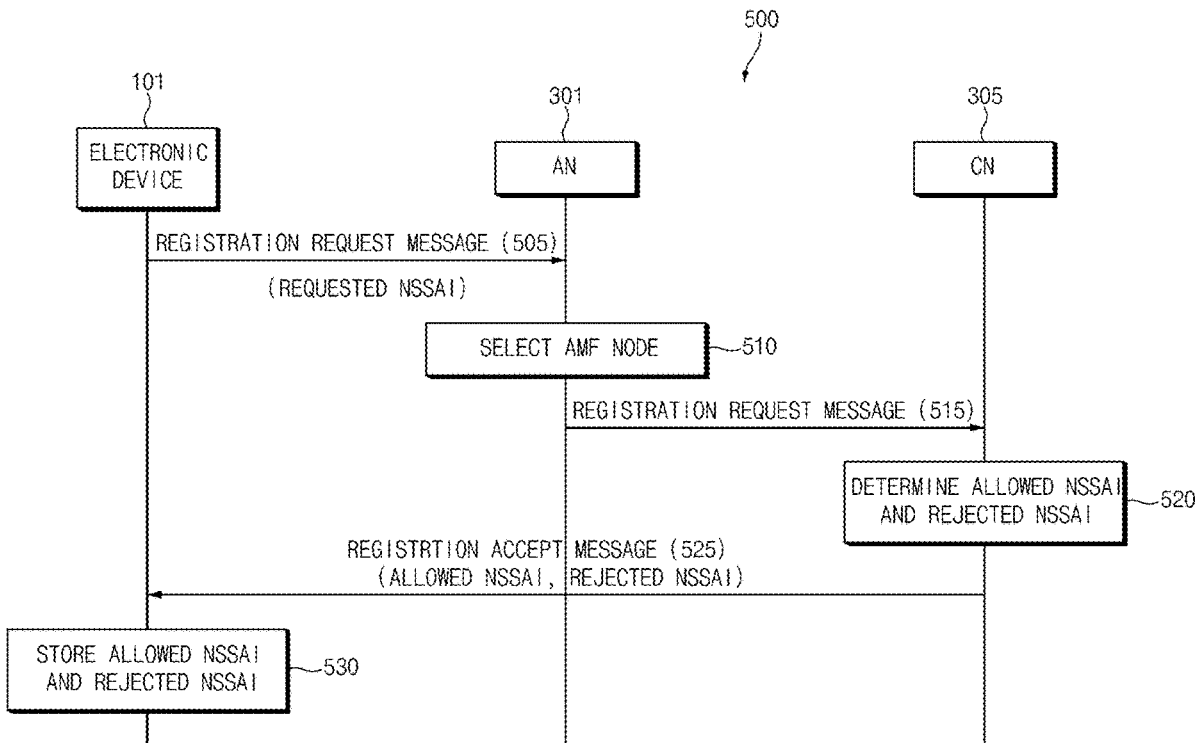 500
101
301
305
ELECTRONIC
DEVICE
AN
CN
REGISTRATION REQUEST MESSAGE (505)
(REQUESTED NSSAI)
SELECT AMF NODE
510
REGISTRATION REQUEST MESSAGE (515)
DETERMINE ALLOWED NSSAI
AND REJECTED NSSAI
520
REGISTRTION ACCEPT MESSAGE (525)
(ALLOWED NSSAI, REJECTED NSSAI)
STORE ALLOWED NSSAI
AND REJECTED NSSAI
530